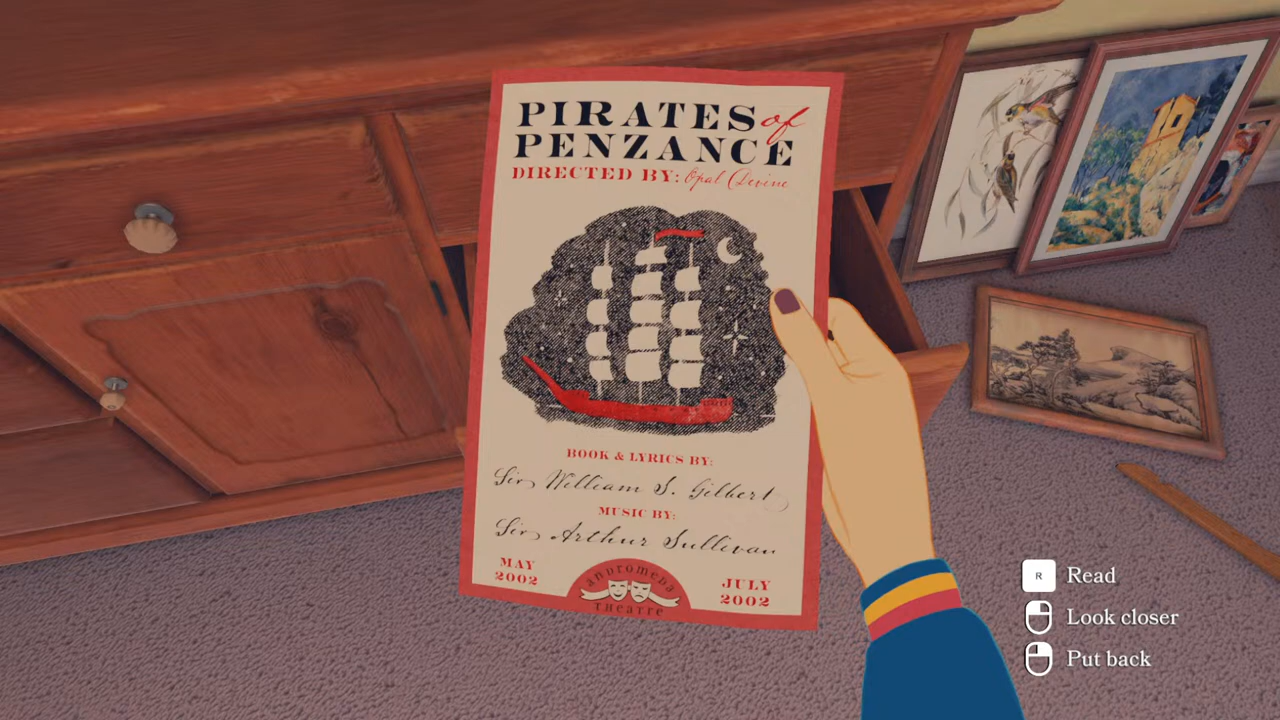 PIRATES of
PENZANCE
DIRECTED BY: Opal Devine
BOOK & LYRICS BY:
Sir William S. Gilbert
MUSIC BY:
Sir Arthur Sullivan
MAY
2002
ANDROMEDA
THEATRE
JULY
2002
R Read
Look closer
Put back